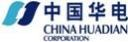 中国华电
CHINA HUADIAN
CORPORATION